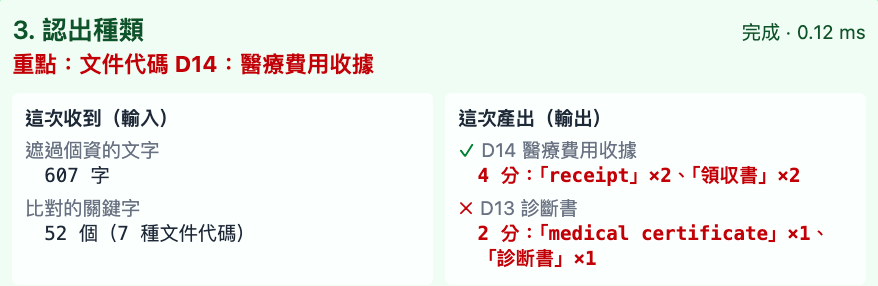 3. 認出種類
完成 · 0.12 ms
重點：文件代碼 D14：醫療費用收據
這次收到（輸入）
遮過個資的文字
607 字
比對的關鍵字
52 個（7 種文件代碼）
這次產出（輸出）
✓ D14 醫療費用收據
4 分：「receipt」×2、「領収書」×2
✕ D13 診斷書
2 分：「medical certificate」×1、
「診断書」×1